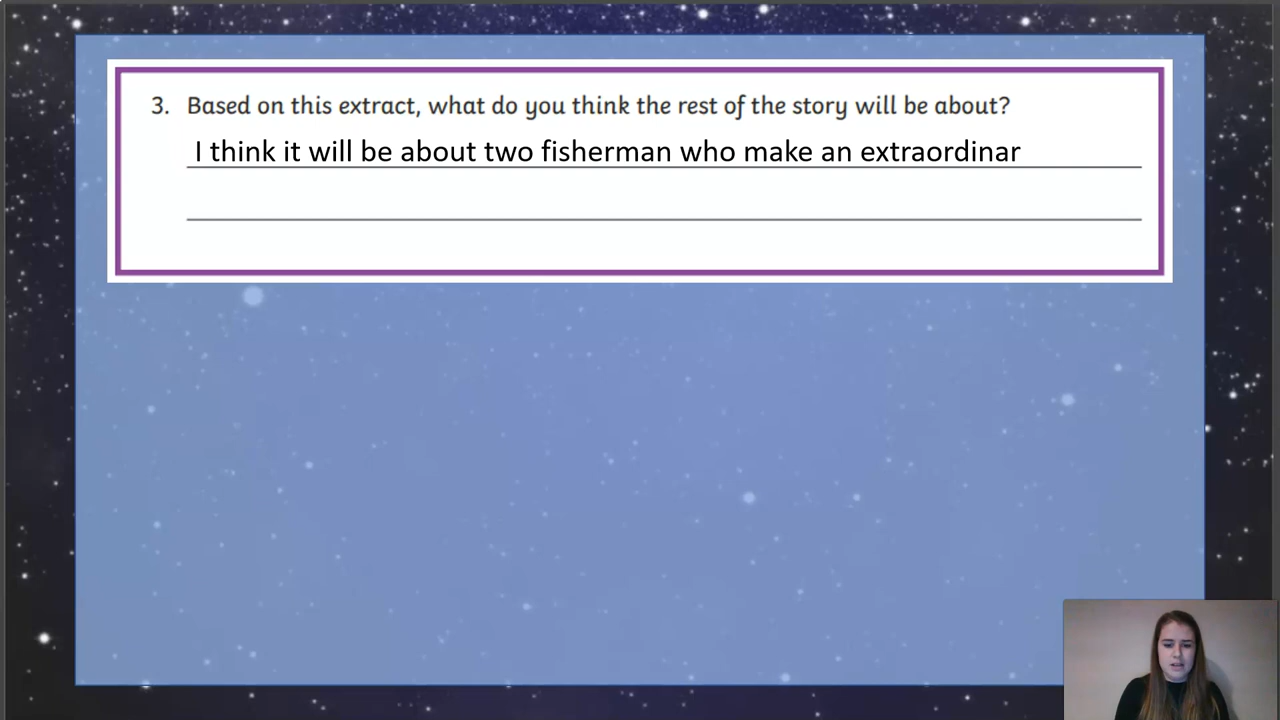 3. Based on this extract, what do you think the rest of the story will be about?
I think it will be about two fisherman who make an extraordinar